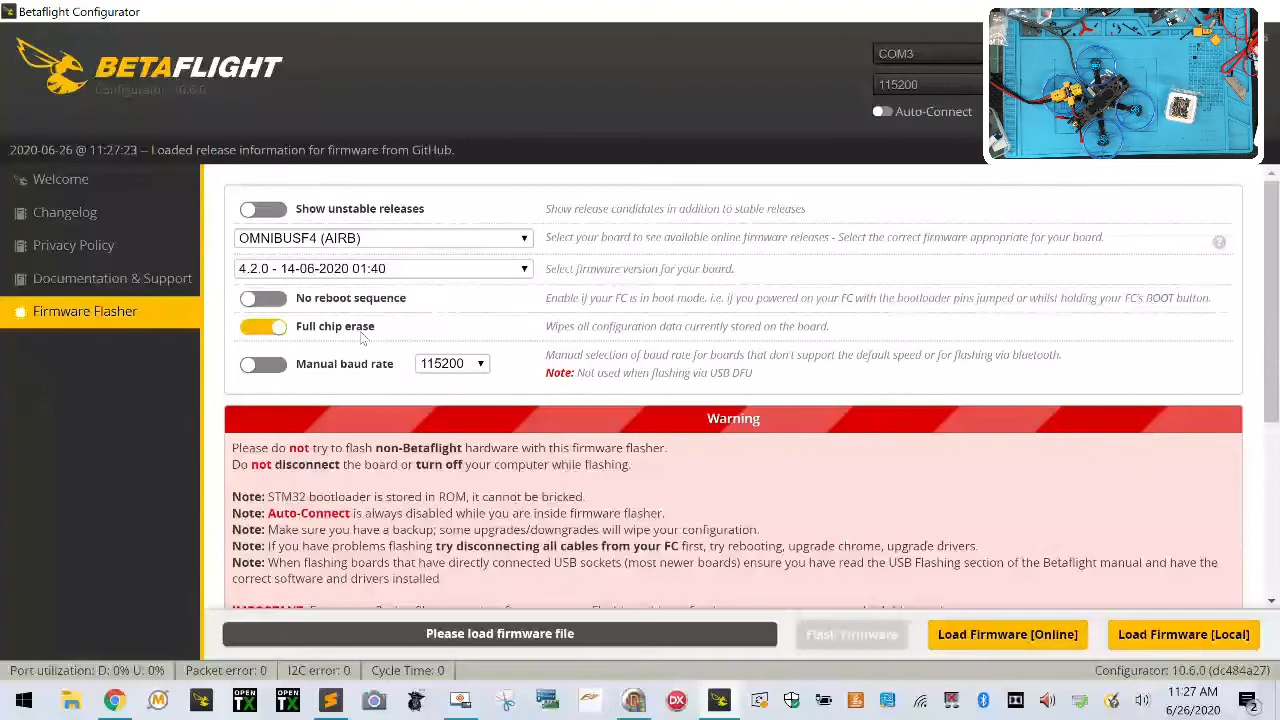 Betaflight Configurator
BETAFLIGHT
COM3
115200
Auto-Connect
2020-06-26 @ 11:27:23 -- Loaded release information for firmware from GitHub.
Welcome
Changelog
Privacy Policy
Documentation & Support
Firmware Flasher
Show unstable releases
Show release candidates in addition to stable releases
OMNIBUSF4 (AIRB)
Select your board to see available online firmware releases - Select the correct firmware appropriate for your board.
4.2.0 - 14-06-2020 01:40
Select firmware version for your board.
No reboot sequence
Enable if your FC is in boot mode. i.e. if you powered on your FC with the bootloader pins jumped or whilst holding your FC's BOOT button.
Full chip erase
Wipes all configuration data currently stored on the board.
Manual baud rate
115200
Manual selection of baud rate for boards that don't support the default speed or for flashing via bluetooth.
Note: Not used when flashing via USB DFU
Warning
Please do not try to flash non-Betaflight hardware with this firmware flasher.
Do not disconnect the board or turn off your computer while flashing.
Note: STM32 bootloader is stored in ROM, it cannot be bricked.
Note: Auto-Connect is always disabled while you are inside firmware flasher.
Note: Make sure you have a backup; some upgrades/downgrades will wipe your configuration.
Note: If you have problems flashing try disconnecting all cables from your FC first, try rebooting, upgrade chrome, upgrade drivers.
Note: When flashing boards that have directly connected USB sockets (most newer boards) ensure you have read the USB Flashing section of the Betaflight manual and have the
correct software and drivers installed
Please load firmware file
Flash Firmware
Load Firmware [Online]
Load Firmware [Local]
Port utilization: D: 0% U: 0%
Packet error: 0
I2C error: 0
Cycle Time: 0
Configurator: 10.6.0 (dc484a27)
OPEN
TX
OPEN
TX
DX
11:27 AM
6/26/2020
2